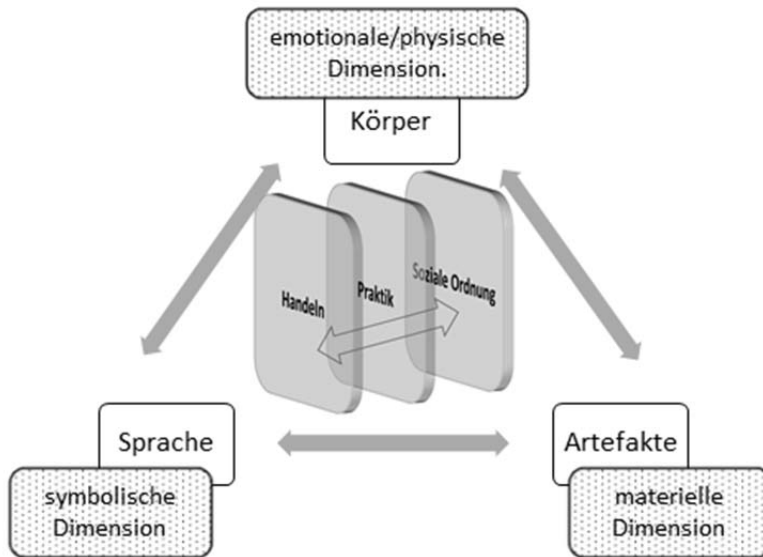 emotionale/physische
Dimension.
Körper
Handeln
Praktik
Soziale Ordnung
Sprache
symbolische
Dimension
Artefakte
materielle
Dimension